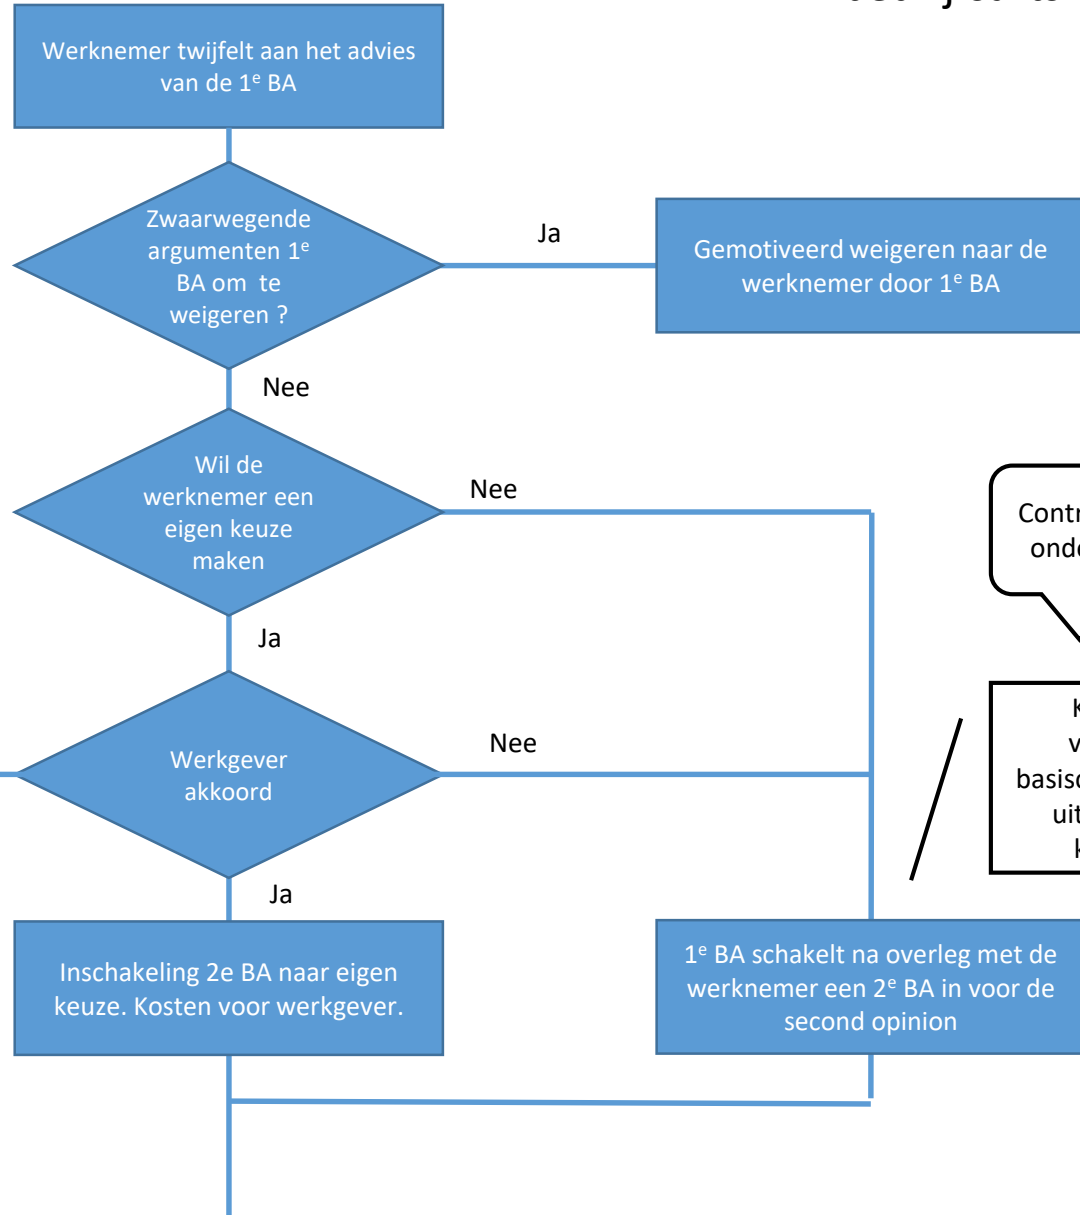 Werknemer twijfelt aan het advies
van de 1e BA
Zwaarwegende
argumenten 1e
BA om te
weigeren ?
Ja
Gemotiveerd weigeren naar de
werknemer door 1e BA
Nee
Wil de
werknemer een
eigen keuze
maken
Nee
Ja
Werkgever
akkoord
Nee
Ja
Inschakeling 2e BA naar eigen
keuze. Kosten voor werkgever.
1e BA schakelt na overleg met de
werknemer een 2e BA in voor de
second opinion